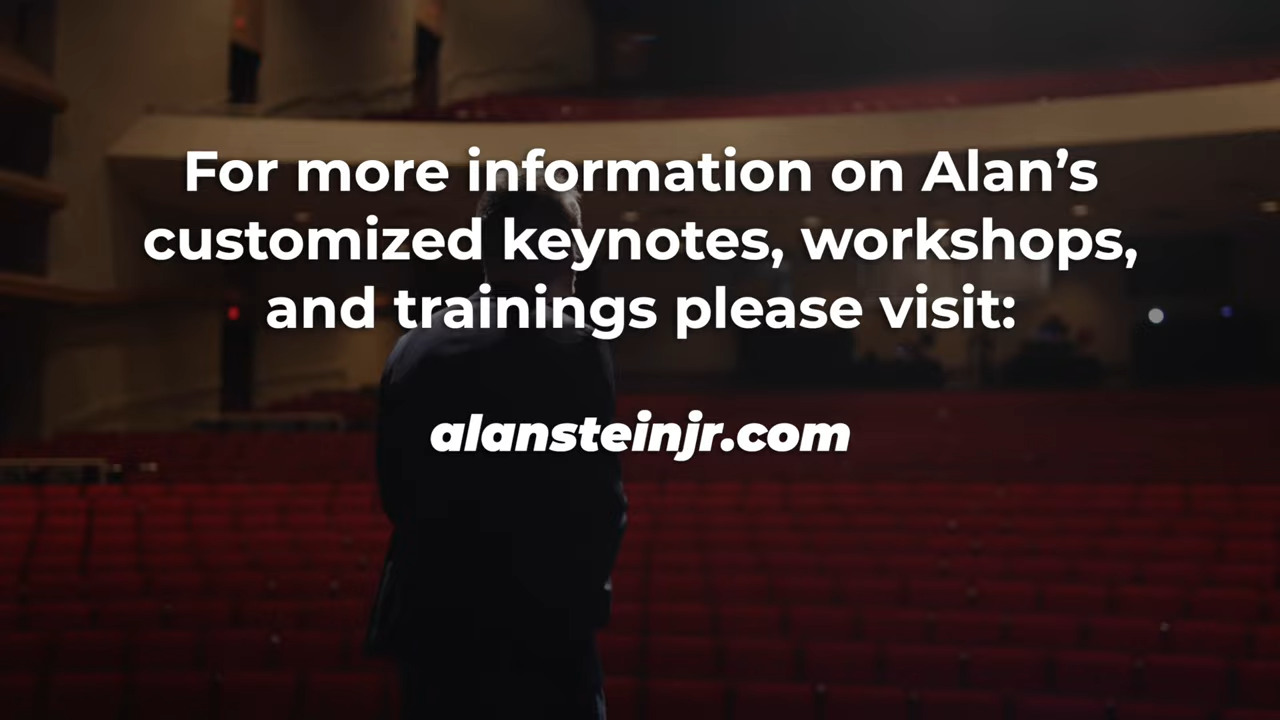 For more information on Alan’s
customized keynotes, workshops,
and trainings please visit:
alansteinjr.com